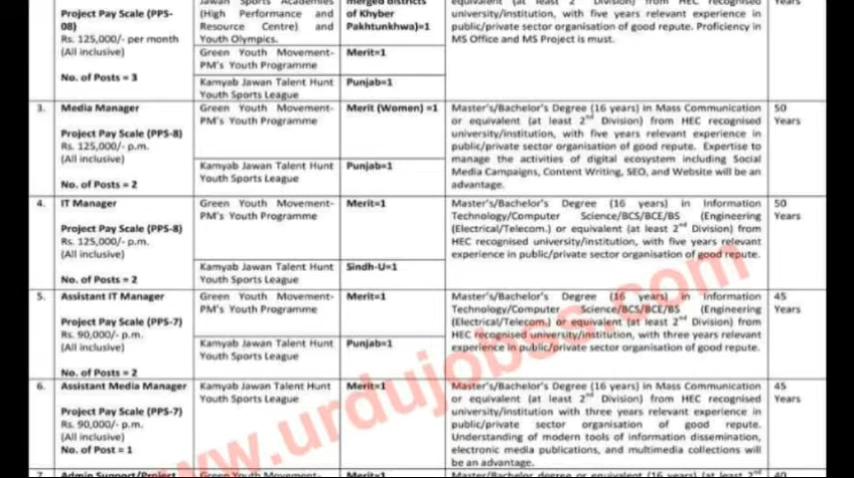 Project Pay Scale (PPS-
08)
Rs. 125,000/- per month
(All inclusive)
No. of Posts = 3
Jawan Sports Academies
(High Performance and
Resource Centre) and
Youth Olympics.
merged districts
of Khyber
Pakhtunkhwa)=1
Green Youth Movement-
PM's Youth Programme
Merit=1
Kamyab Jawan Talent Hunt
Youth Sports League
Punjab=1
university/institution, with five years relevant experience in
public/private sector organisation of good repute. Proficiency in
MS Office and MS Project is must.
Years
3.
Media Manager
Project Pay Scale (PPS-8)
Rs. 125,000/- p.m.
(All inclusive)
No. of Posts = 2
Green Youth Movement-
PM's Youth Programme
Merit (Women) =1
Kamyab Jawan Talent Hunt
Youth Sports League
Punjab=1
Master's/Bachelor's Degree (16 years) in Mass Communication
or equivalent (at least 2nd Division) from HEC recognised
university/institution, with five years relevant experience in
public/private sector organisation of good repute. Expertise to
manage the activities of digital ecosystem including Social
Media Campaigns, Content Writing, SEO, and Website will be an
advantage.
50
Years
4.
IT Manager
Project Pay Scale (PPS-8)
Rs. 125,000/- p.m.
(All inclusive)
No. of Posts = 2
Green Youth Movement-
PM's Youth Programme
Merit=1
Kamyab Jawan Talent Hunt
Youth Sports League
Sindh-U=1
Master's/Bachelor's Degree (16 years) in Information
Technology/Computer Science/BCS/BCE/BS (Engineering
(Electrical/Telecom.) or equivalent (at least 2nd Division) from
HEC recognised university/institution, with five years relevant
experience in public/private sector organisation of good repute.
50
Years
5.
Assistant IT Manager
Project Pay Scale (PPS-7)
Rs. 90,000/- p.m.
(All inclusive)
No. of Posts = 2
Green Youth Movement-
PM's Youth Programme
Merit=1
Kamyab Jawan Talent Hunt
Youth Sports League
Punjab=1
Master's/Bachelor's Degree (16 years) in Information
Technology/Computer Science/BCS/BCE/BS (Engineering
(Electrical/Telecom.) or equivalent (at least 2nd Division) from
HEC recognised university/institution, with three years relevant
experience in public/private sector organisation of good repute.
45
Years
6.
Assistant Media Manager
Project Pay Scale (PPS-7)
Rs. 90,000/- p.m.
(All inclusive)
No. of Post = 1
Kamyab Jawan Talent Hunt
Youth Sports League
Merit=1
Master's/Bachelor's Degree (16 years) in Mass Communication
or equivalent (at least 2nd Division) from HEC recognised
university/institution with three years relevant experience in
public/private sector organisation of good repute.
Understanding of modern tools of information dissemination,
electronic media publications, and multimedia collections will
be an advantage.
45
Years
7.
Admin Support/Project
Green Youth Movement-
Merit=1
www.urdujobss.com